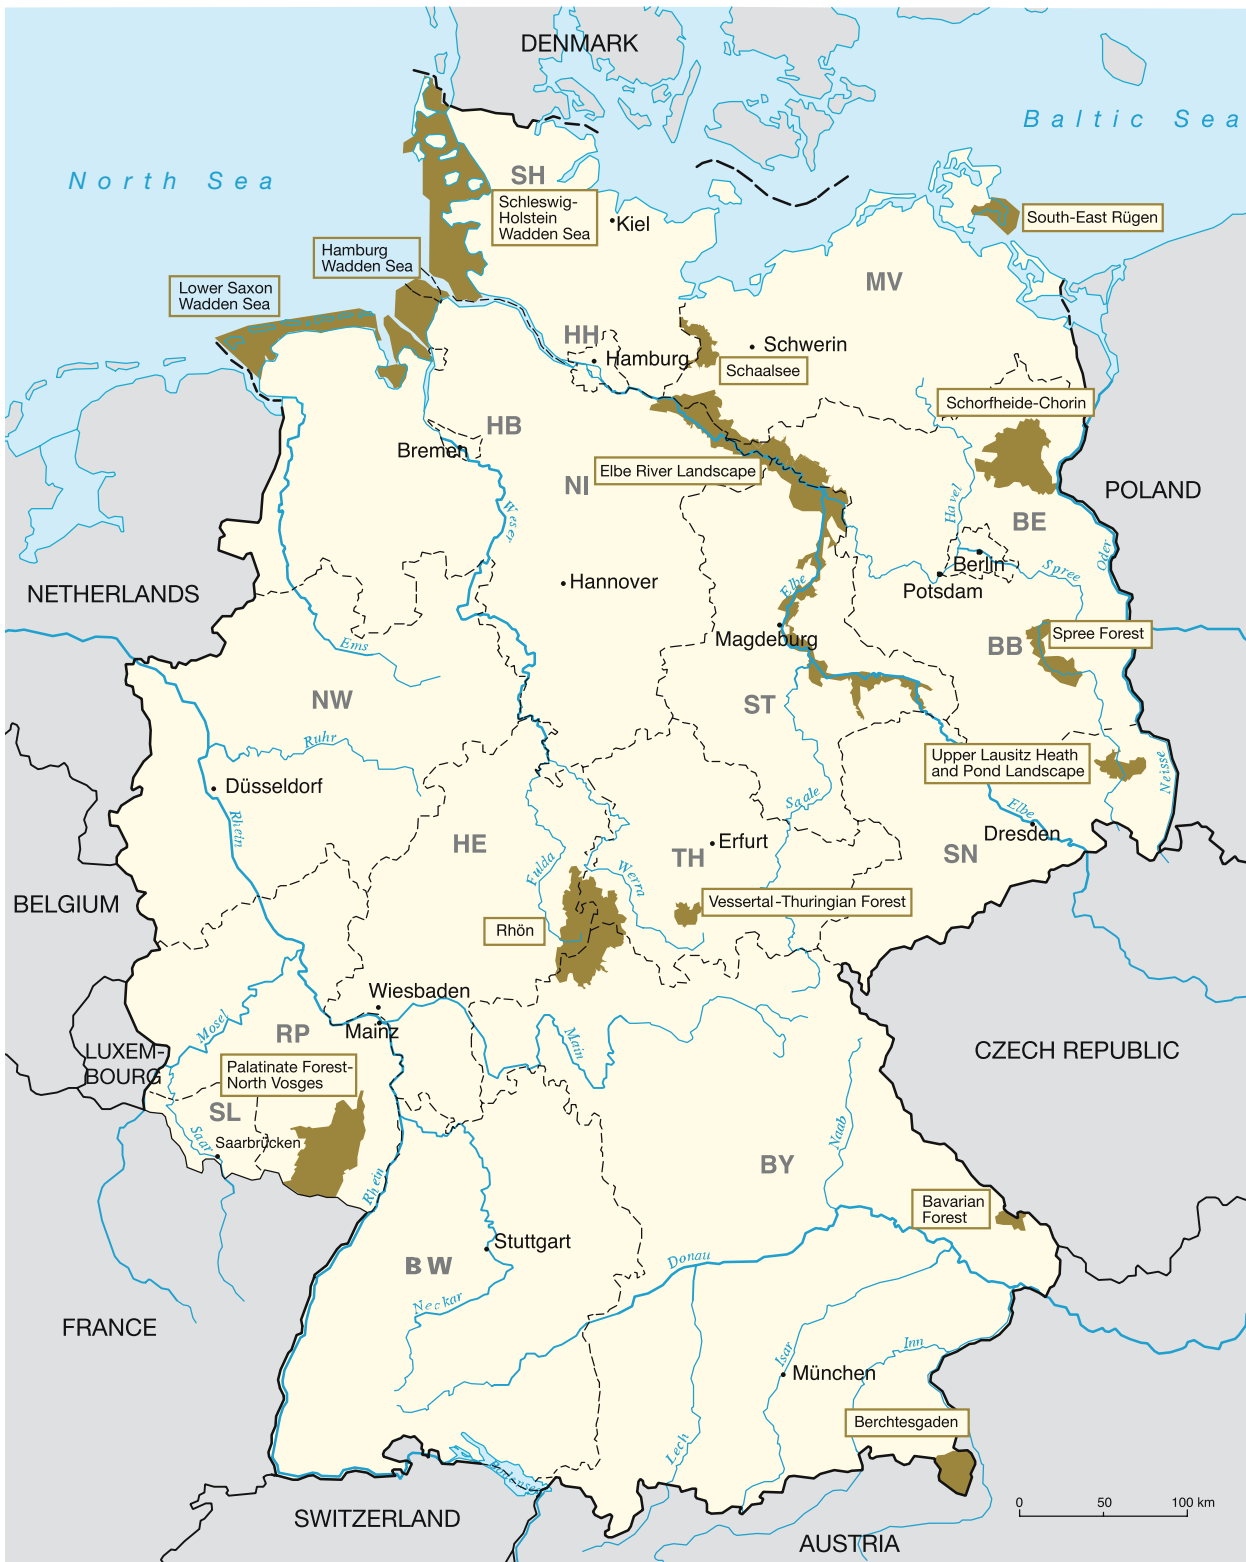 DENMARK
Baltic Sea
North Sea
SH
Schleswig-
Holstein
Wadden Sea
Kiel
South-East Rügen
Hamburg
Wadden Sea
Lower Saxon
Wadden Sea
MV
HH
Hamburg
Schwerin
Schaalsee
Schorfheide-Chorin
HB
Bremen
Elbe River Landscape
NI
POLAND
Weser
Havel
BE
Oder
Hannover
Berlin
Spree
Potsdam
NETHERLANDS
Elbe
Magdeburg
Spree Forest
BB
Ems
NW
ST
Ruhr
Upper Lausitz Heath
and Pond Landscape
Neisse
Düsseldorf
Rhein
Saale
Elbe
Dresden
HE
Erfurt
TH
SN
Fulda
Werra
BELGIUM
Vessertal-Thuringian Forest
Rhön
Wiesbaden
Mainz
Mosel
RP
Main
LUXEM-
BOURG
CZECH REPUBLIC
Palatinate Forest-
North Vosges
SL
Saar
Saarbrücken
Naab
BY
Rhein
Bavarian
Forest
Stuttgart
BW
Donau
Neckar
FRANCE
Isar
Inn
München
Berchtesgaden
Lech
Bodensee
SWITZERLAND
AUSTRIA
0 50 100 km